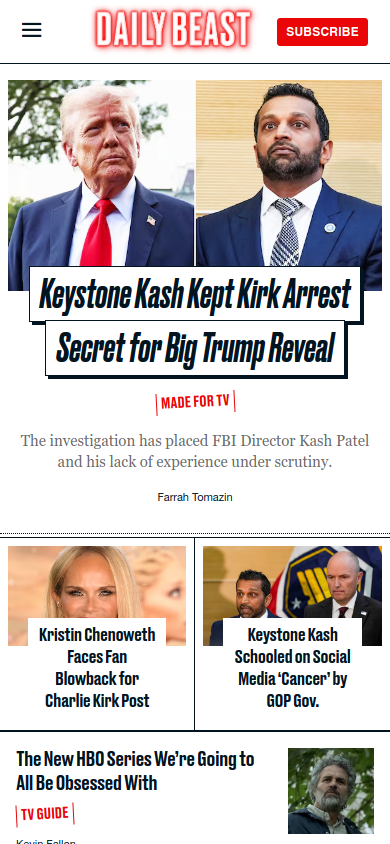 DAILY BEAST
SUBSCRIBE
Keystone Kash Kept Kirk Arrest
Secret for Big Trump Reveal
MADE FOR TV
The investigation has placed FBI Director Kash Patel
and his lack of experience under scrutiny.
Farrah Tomazin
Kristin Chenoweth
Faces Fan
Blowback for
Charlie Kirk Post
Keystone Kash
Schooled on Social
Media ‘Cancer’ by
GOP Gov.
The New HBO Series We’re Going to
All Be Obsessed With
TV GUIDE
Kevin Fallon